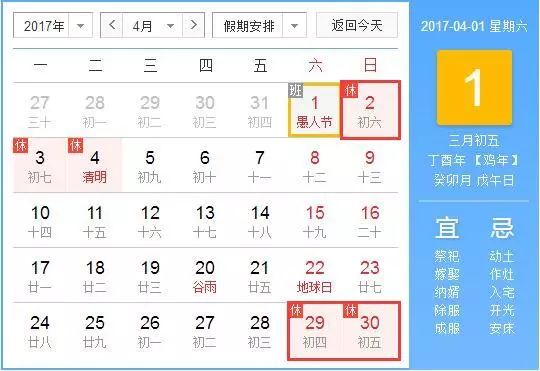 2017年 4月 假期安排 返回今天
一 二 三 四 五 六 日
27 28 29 30 31 班 1 休 2
三十 初一 初二 初三 初四 愚人节 初六
休 3 休 4 5 6 7 8 9
初七 清明 初九 初十 十一 十二 十三
10 11 12 13 14 15 16
十四 十五 十六 十七 十八 十九 二十
17 18 19 20 21 22 23
廿一 廿二 廿三 谷雨 廿五 地球日 廿七
24 25 26 27 28 休 29 休 30
廿八 廿九 初一 初二 初三 初四 初五
2017-04-01 星期六
1
三月初五
丁酉年 【鸡年】
癸卯月 戊午日
宜 忌
祭祀 动土
嫁娶 作灶
纳婿 入宅
除服 开光
成服 安床